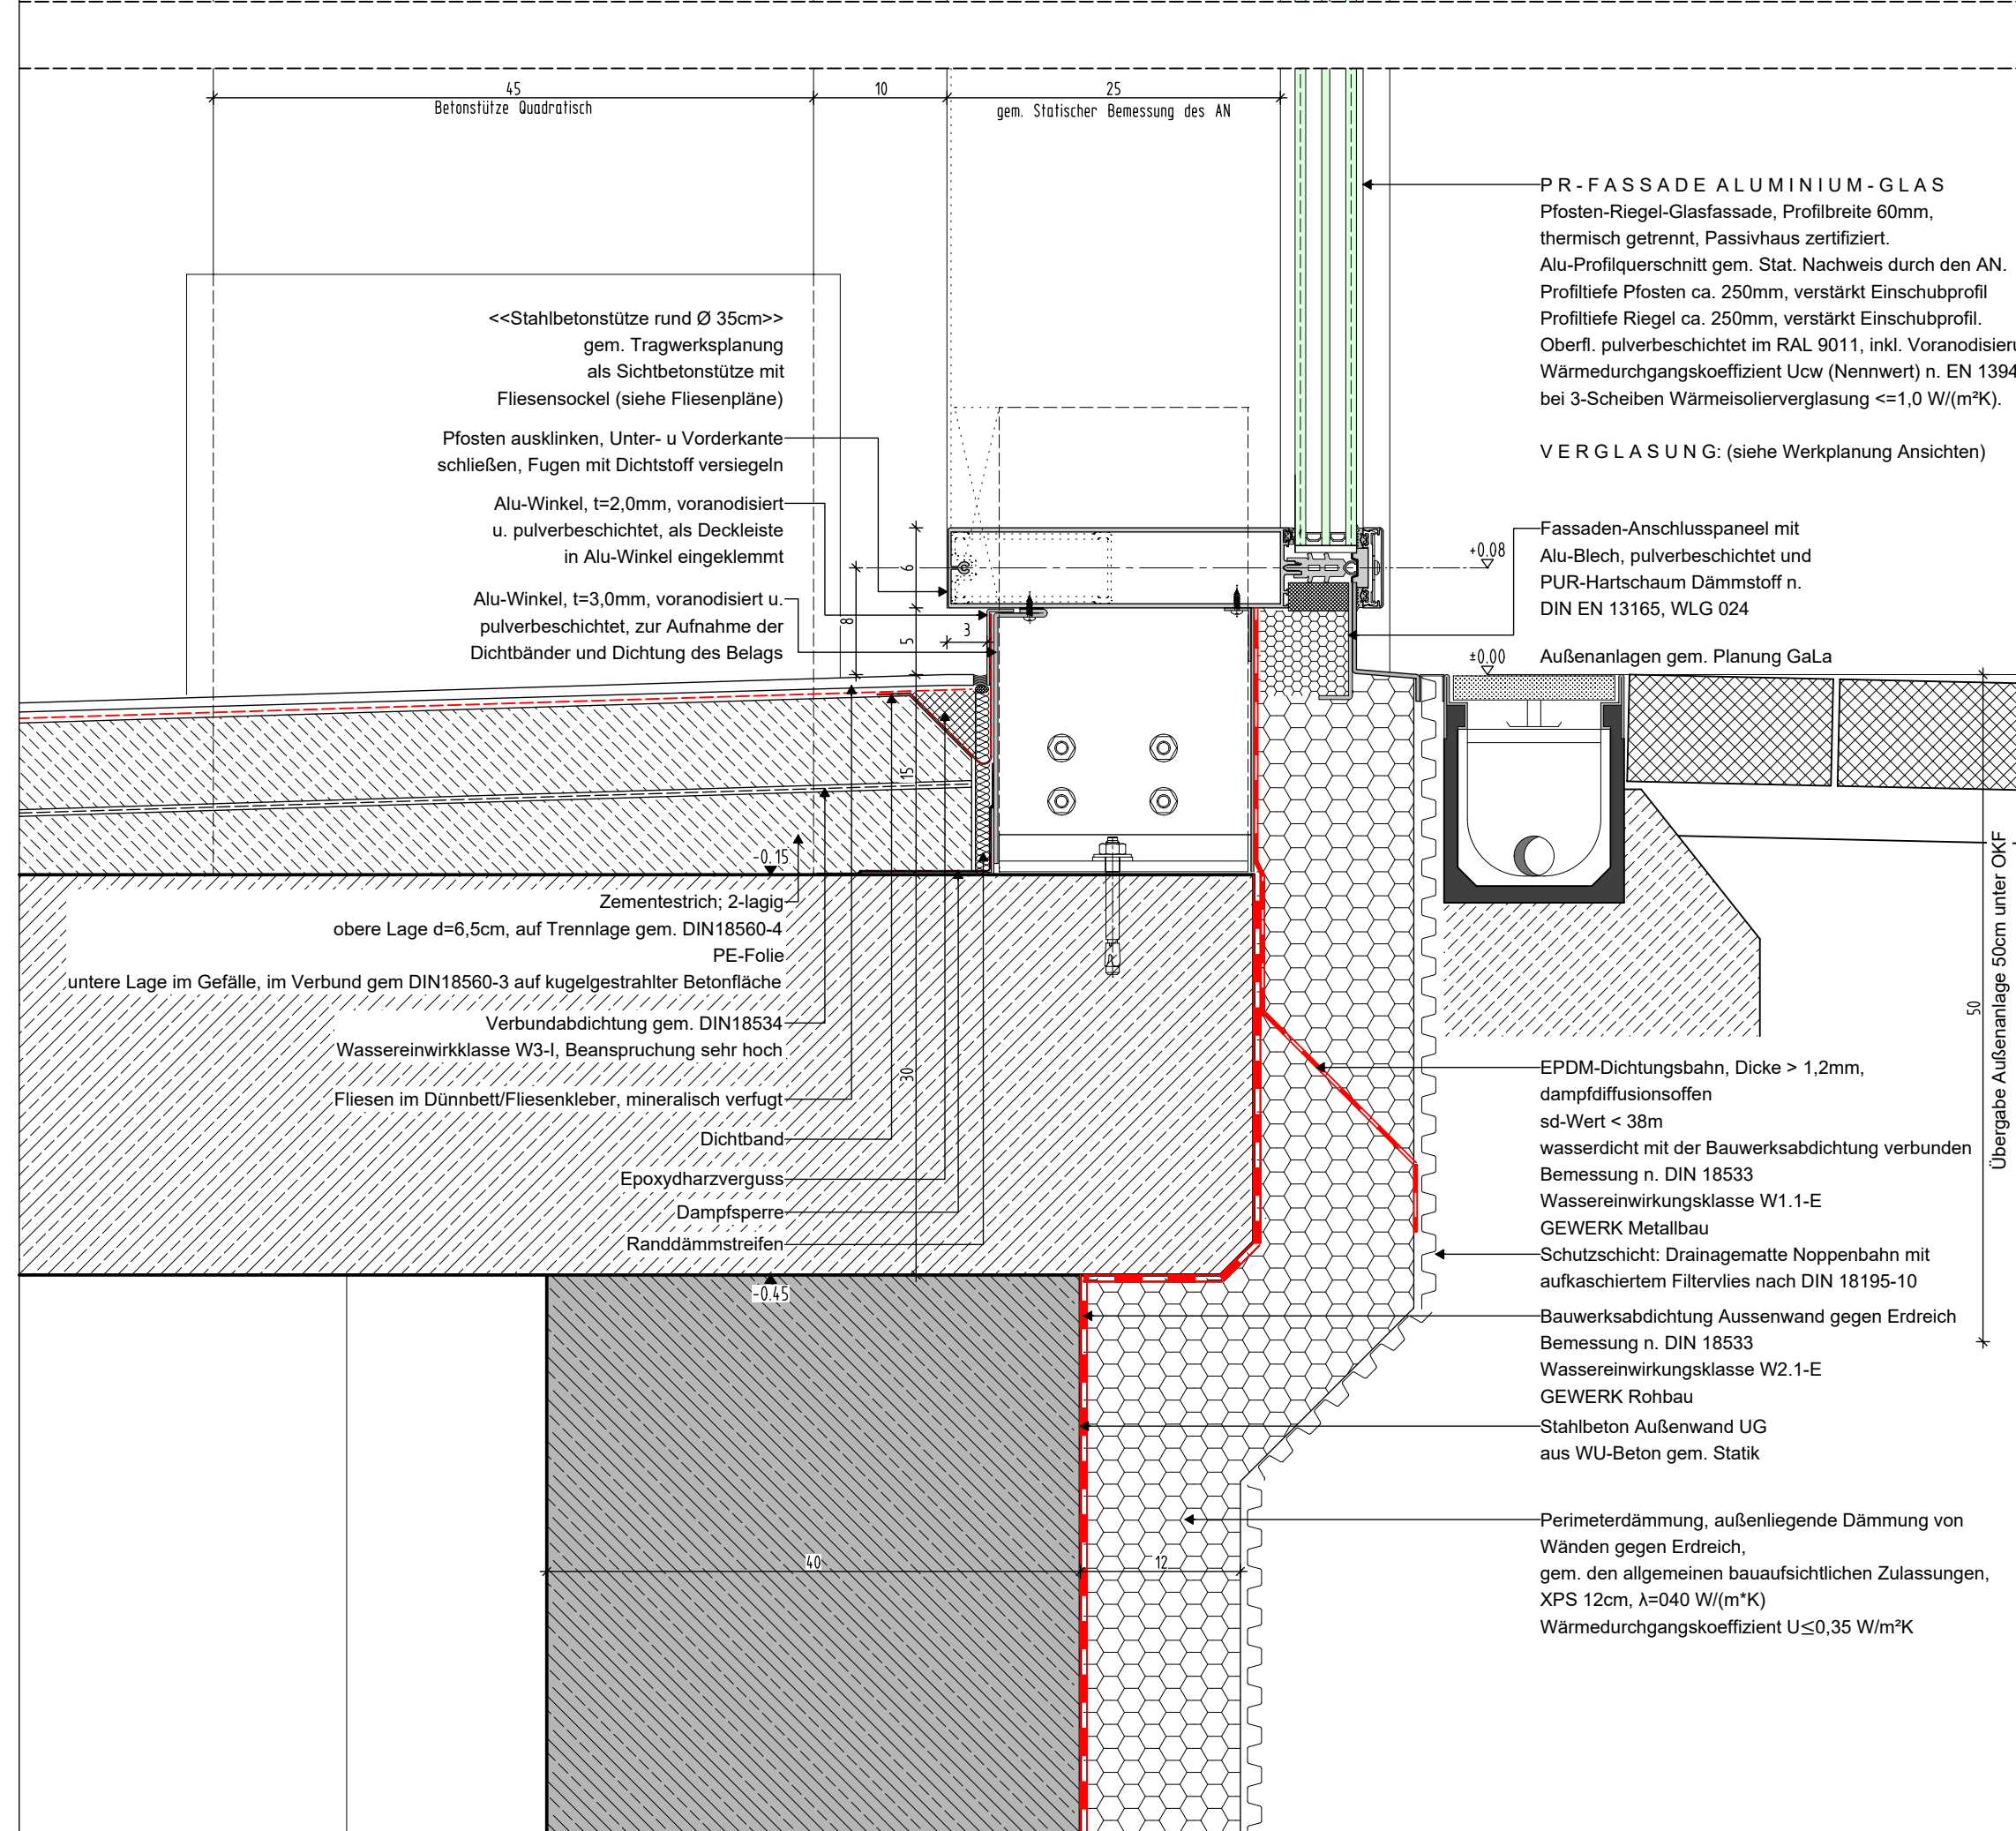 45
Betonstütze Quadratisch
10
25
gem. Statischer Bemessung des AN
<<Stahlbetonstütze rund Ø 35cm>>
gem. Tragwerksplanung
als Sichtbetonstütze mit
Fliesensockel (siehe Fliesenpläne)
Pfosten ausklinken, Unter- u Vorderkante
schließen, Fugen mit Dichtstoff versiegeln
Alu-Winkel, t=2,0mm, voranodisiert
u. pulverbeschichtet, als Deckleiste
in Alu-Winkel eingeklemmt
Alu-Winkel, t=3,0mm, voranodisiert u.
pulverbeschichtet, zur Aufnahme der
Dichtbänder und Dichtung des Belags
8
6
5
3
15
30
-0.15
Zementestrich; 2-lagig
obere Lage d=6,5cm, auf Trennlage gem. DIN18560-4
PE-Folie
untere Lage im Gefälle, im Verbund gem DIN18560-3 auf kugelgestrahlter Betonfläche
Verbundabdichtung gem. DIN18534
Wassereinwirkklasse W3-I, Beanspruchung sehr hoch
Fliesen im Dünnbett/Fliesenkleber, mineralisch verfugt
Dichtband
Epoxydharzverguss
Dampfsperre
Randdämmstreifen
-0.45
40
12
PR-FASSADE ALUMINIUM-GLAS
Pfosten-Riegel-Glasfassade, Profilbreite 60mm,
thermisch getrennt, Passivhaus zertifiziert.
Alu-Profilquerschnitt gem. Stat. Nachweis durch den AN.
Profiltiefe Pfosten ca. 250mm, verstärkt Einschubprofil
Profiltiefe Riegel ca. 250mm, verstärkt Einschubprofil.
Oberfl. pulverbeschichtet im RAL 9011, inkl. Voranodisieru
Wärmedurchgangskoeffizient Ucw (Nennwert) n. EN 1394
bei 3-Scheiben Wärmeisolierverglasung <=1,0 W/(m²K).
VERGLASUNG: (siehe Werkplanung Ansichten)
+0.08
Fassaden-Anschlusspaneel mit
Alu-Blech, pulverbeschichtet und
PUR-Hartschaum Dämmstoff n.
DIN EN 13165, WLG 024
±0.00
Außenanlagen gem. Planung GaLa
50
Übergabe Außenanlage 50cm unter OKF
EPDM-Dichtungsbahn, Dicke > 1,2mm,
dampfdiffusionsoffen
sd-Wert < 38m
wasserdicht mit der Bauwerksabdichtung verbunden
Bemessung n. DIN 18533
Wassereinwirkungsklasse W1.1-E
GEWERK Metallbau
Schutzschicht: Drainagematte Noppenbahn mit
aufkaschiertem Filtervlies nach DIN 18195-10
Bauwerksabdichtung Aussenwand gegen Erdreich
Bemessung n. DIN 18533
Wassereinwirkungsklasse W2.1-E
GEWERK Rohbau
Stahlbeton Außenwand UG
aus WU-Beton gem. Statik
Perimeterdämmung, außenliegende Dämmung von
Wänden gegen Erdreich,
gem. den allgemeinen bauaufsichtlichen Zulassungen,
XPS 12cm, λ=040 W/(m*K)
Wärmedurchgangskoeffizient U≤0,35 W/m²K